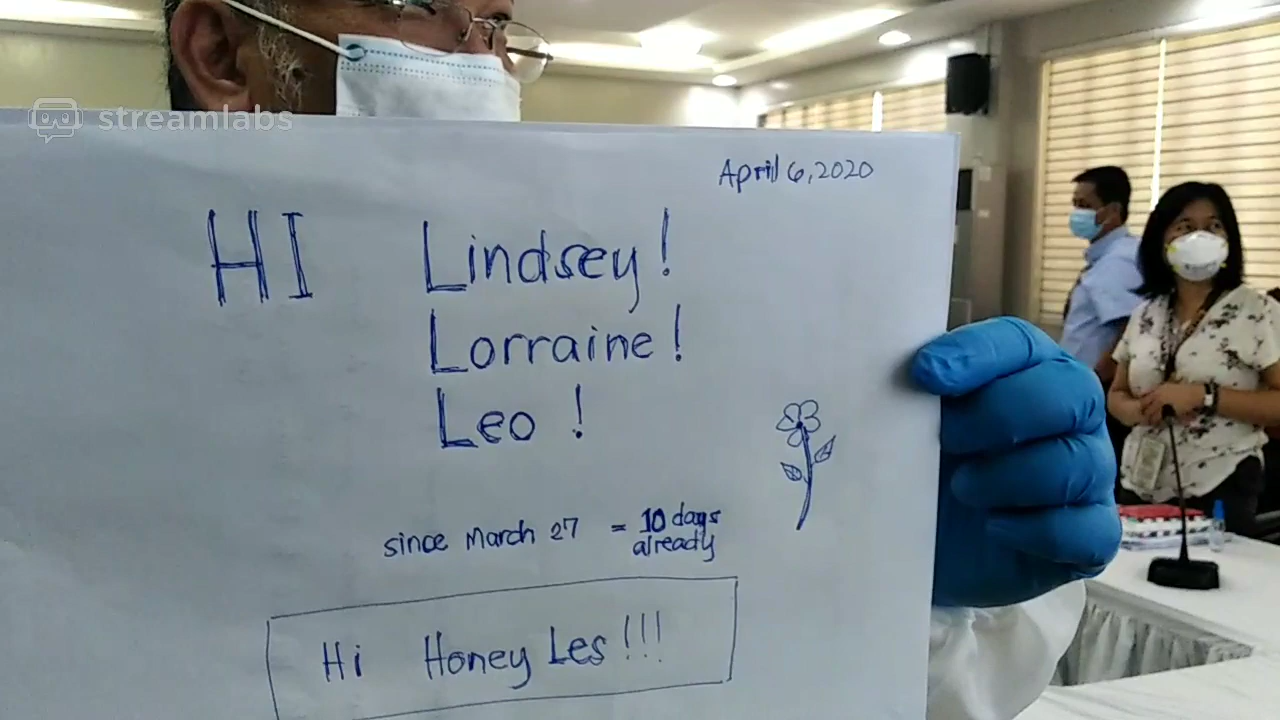 streamlabs
April 6, 2020
HI Lindsey!
Lorraine!
Leo!
since March 27 = 10 days
already
Hi Honey Les!!!